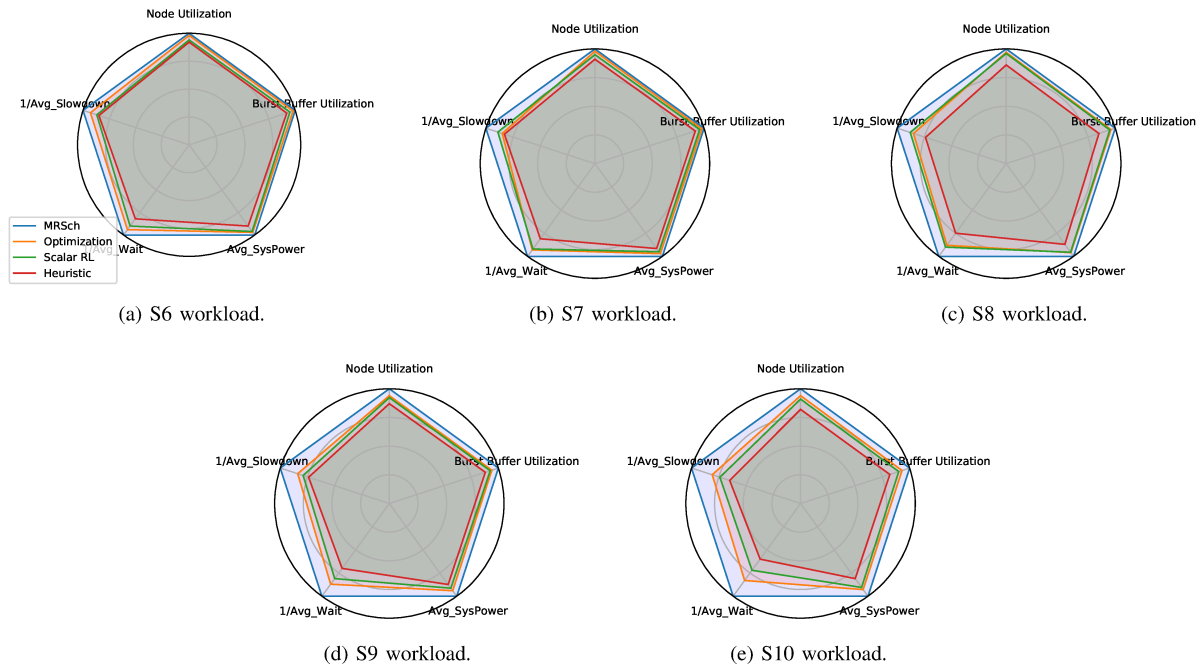 Node Utilization
1/Avg_Slowdown
Burst Buffer Utilization
MRSch
Optimization
Scalar RL
Heuristic
1/Avg_Wait
Avg_SysPower
(a) S6 workload.
Node Utilization
1/Avg_Slowdown
Burst Buffer Utilization
1/Avg_Wait
Avg_SysPower
(b) S7 workload.
Node Utilization
1/Avg_Slowdown
Burst Buffer Utilization
1/Avg_Wait
Avg_SysPower
(c) S8 workload.
Node Utilization
1/Avg_Slowdown
Burst Buffer Utilization
1/Avg_Wait
Avg_SysPower
(d) S9 workload.
Node Utilization
1/Avg_Slowdown
Burst Buffer Utilization
1/Avg_Wait
Avg_SysPower
(e) S10 workload.